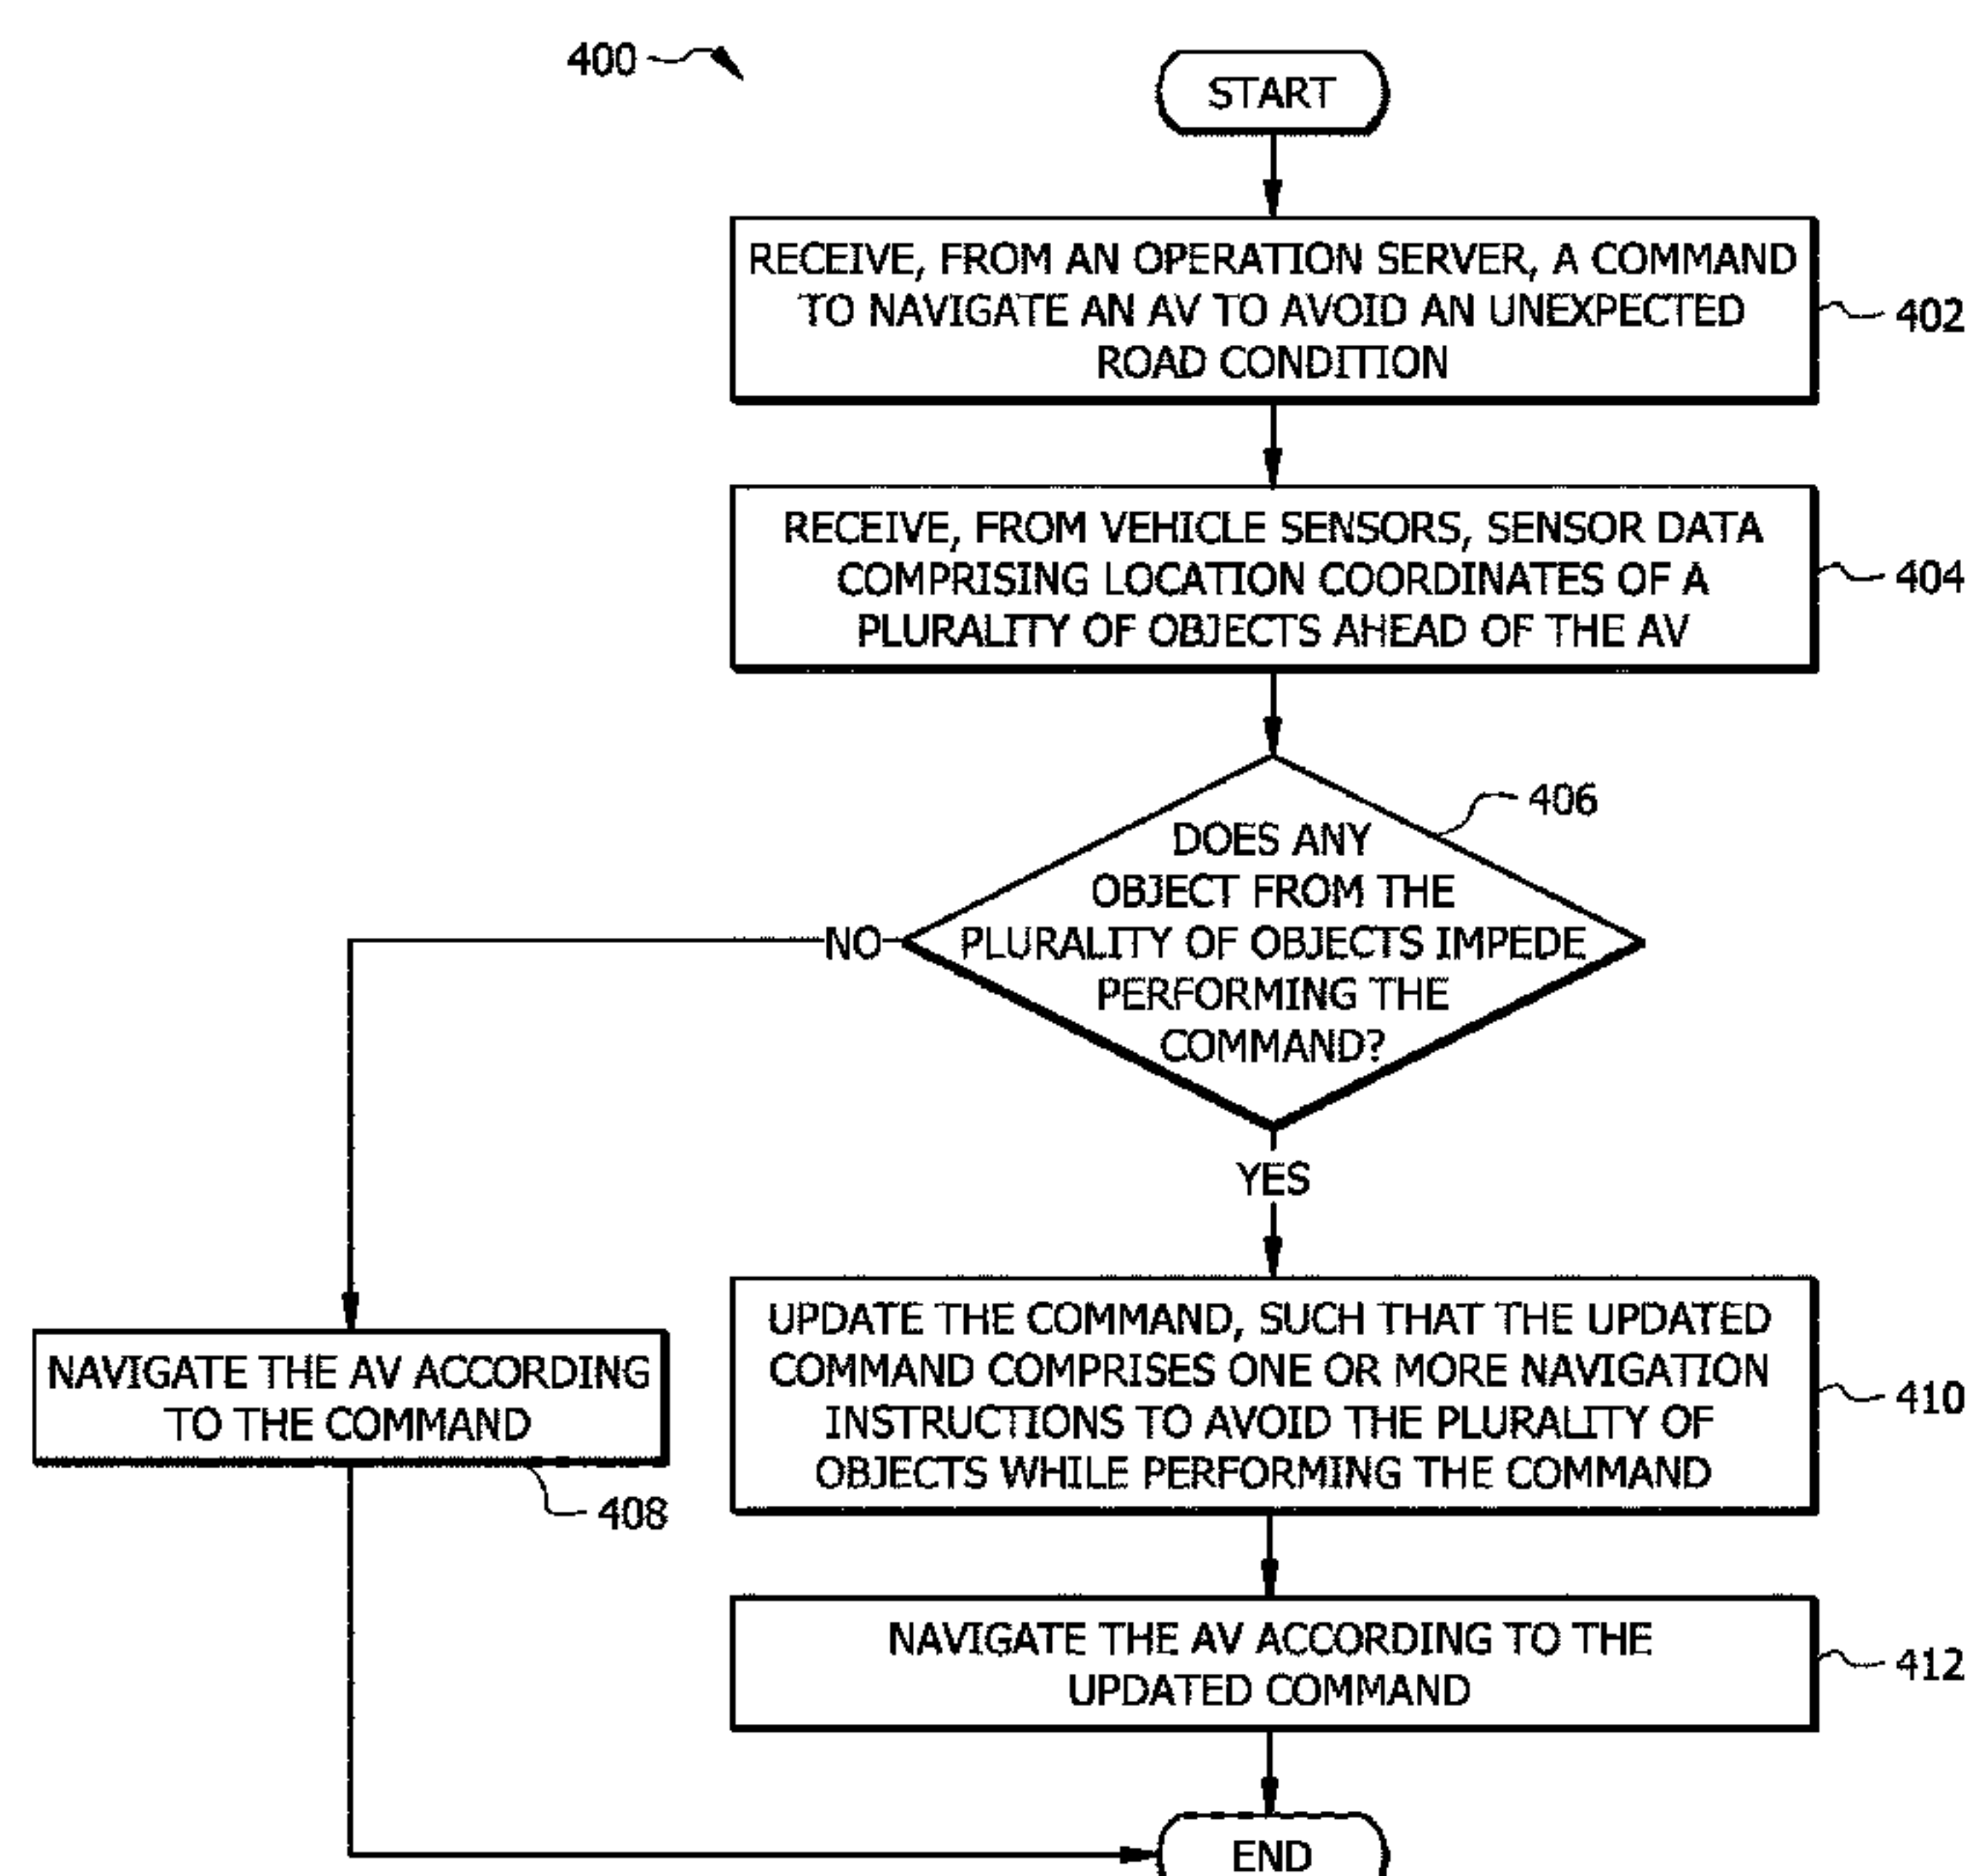 400
START
RECEIVE, FROM AN OPERATION SERVER, A COMMAND
TO NAVIGATE AN AV TO AVOID AN UNEXPECTED
ROAD CONDITION
402
RECEIVE, FROM VEHICLE SENSORS, SENSOR DATA
COMPRISING LOCATION COORDINATES OF A
PLURALITY OF OBJECTS AHEAD OF THE AV
404
406
DOES ANY
OBJECT FROM THE
PLURALITY OF OBJECTS IMPEDE
PERFORMING THE
COMMAND?
NO
YES
NAVIGATE THE AV ACCORDING
TO THE COMMAND
408
UPDATE THE COMMAND, SUCH THAT THE UPDATED
COMMAND COMPRISES ONE OR MORE NAVIGATION
INSTRUCTIONS TO AVOID THE PLURALITY OF
OBJECTS WHILE PERFORMING THE COMMAND
410
NAVIGATE THE AV ACCORDING TO THE
UPDATED COMMAND
412
END